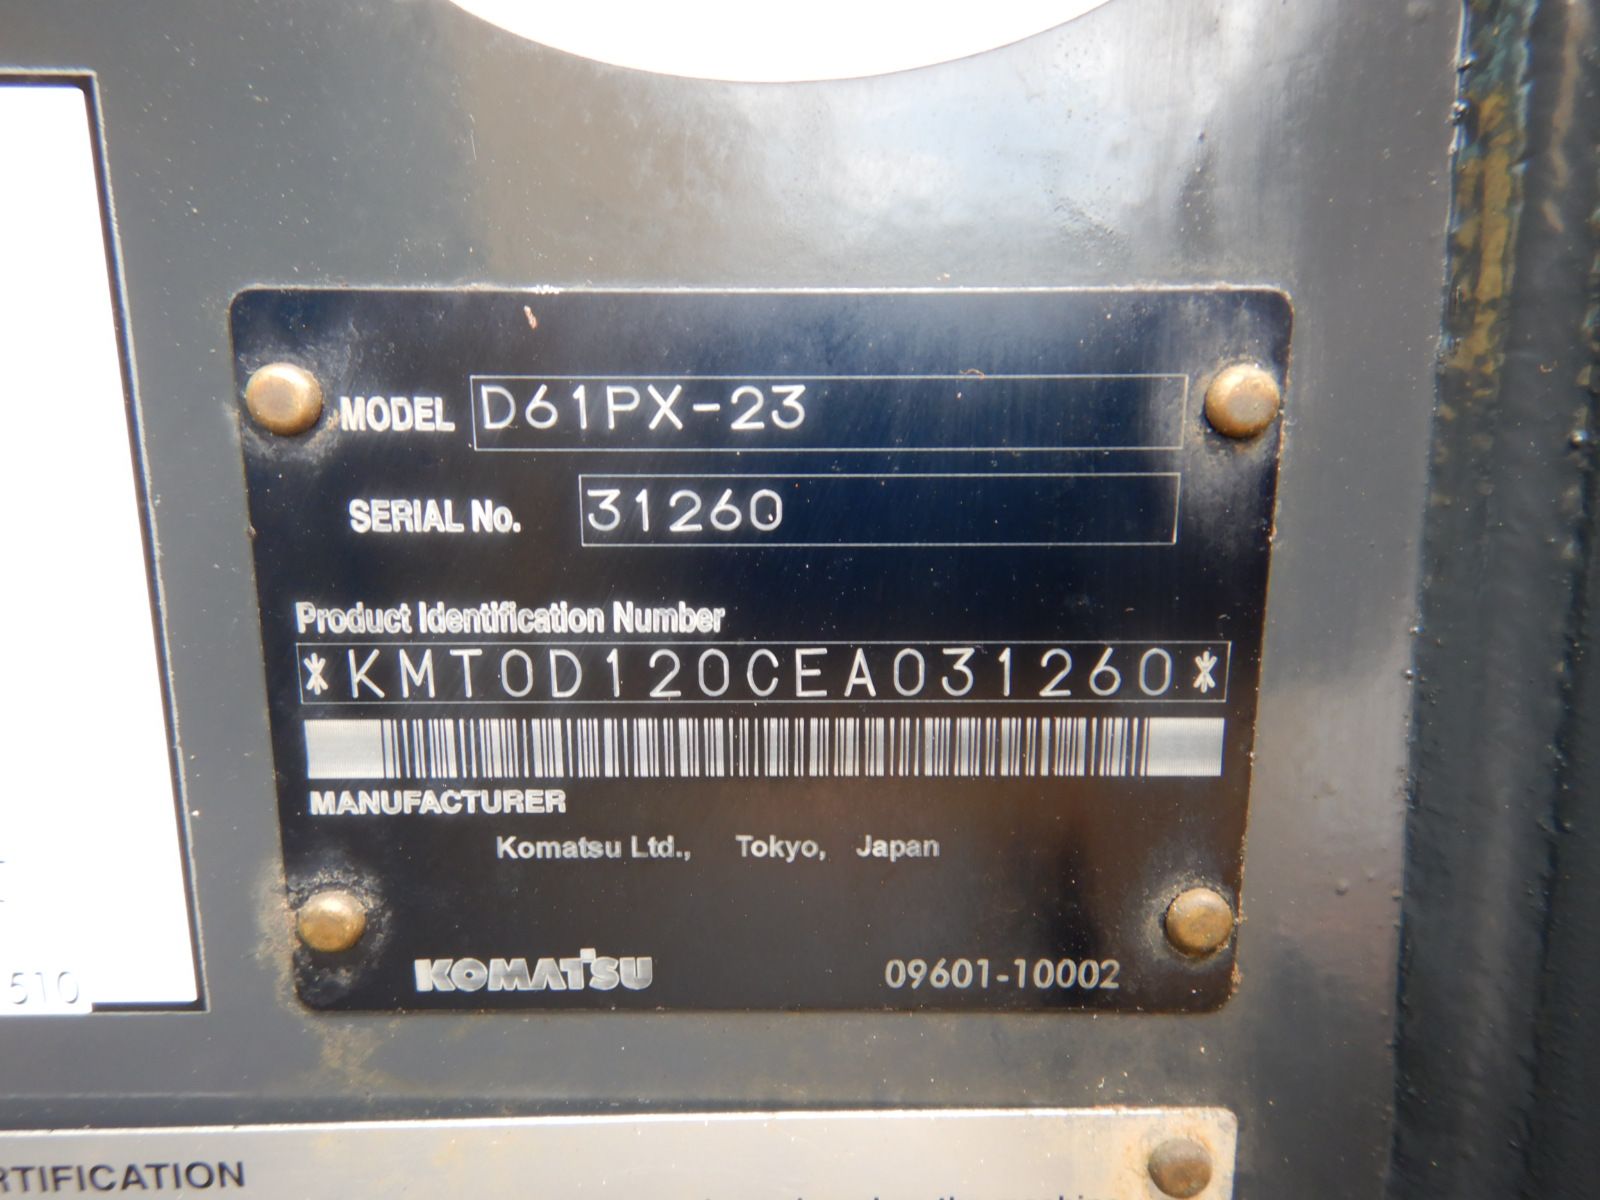 MODEL D61PX-23
SERIAL No. 31260
Product Identification Number
*KMT0D120CEA031260*
MANUFACTURER
Komatsu Ltd., Tokyo, Japan
KOMATSU 09601-10002
510
RTIFICATION